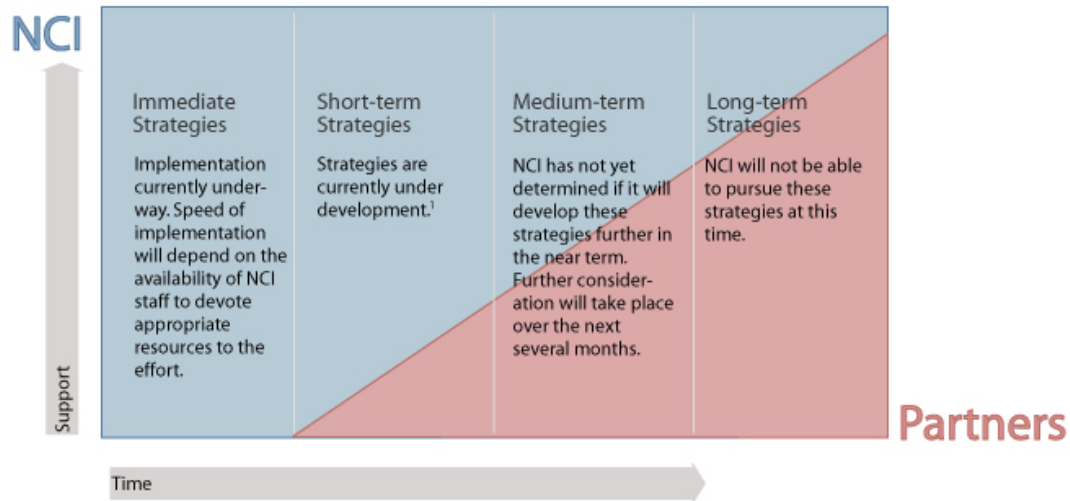 NCI
Immediate
Strategies
Implementation
currently under-
way. Speed of
implementation
will depend on the
availability of NCI
staff to devote
appropriate
resources to the
effort.
Short-term
Strategies
Strategies are
currently under
development.¹
Medium-term
Strategies
NCI has not yet
determined if it will
develop these
strategies further in
the near term.
Further consider-
ation will take place
over the next
several months.
Long-term
Strategies
NCI will not be able
to pursue these
strategies at this
time.
Support
Partners
Time